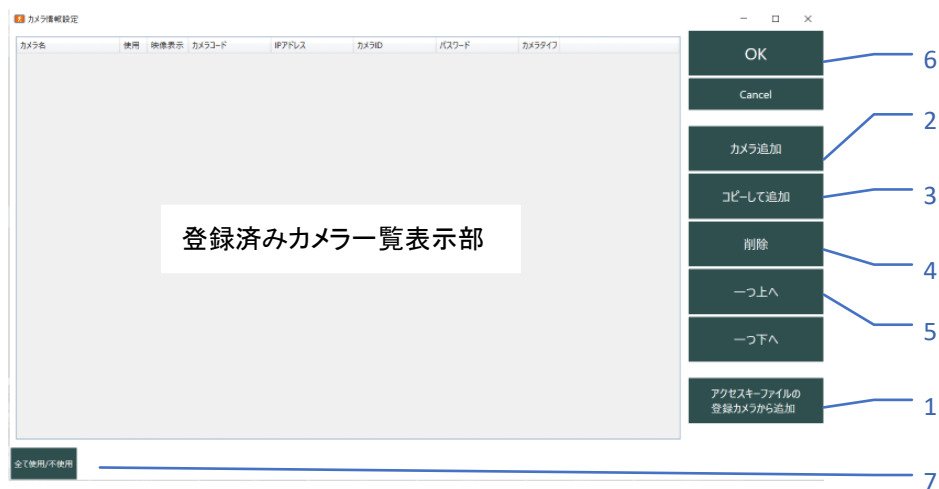 カメラ情報設定
カメラ名 使用 映像表示 カメラコード IPアドレス カメラID パスワード カメラタイプ
OK
6
Cancel
2
カメラ追加
コピーして追加
3
登録済みカメラ一覧表示部
削除
4
一つ上へ
5
一つ下へ
アクセスキーファイルの
登録カメラから追加
1
全て使用/不使用
7